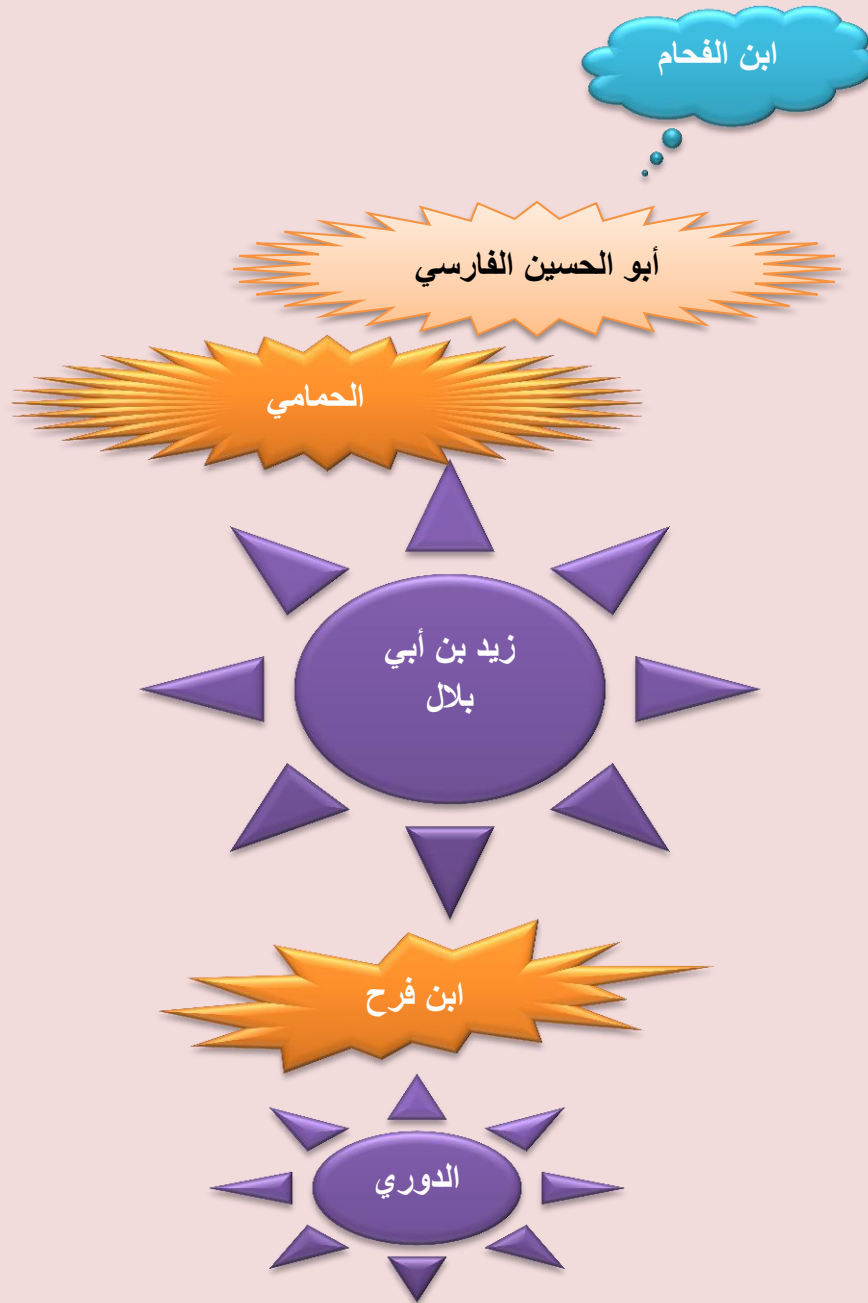 ابن الفحام
أبو الحسين الفارسي
الحمامي
زيد بن أبي
بلال
ابن فرح
الدوري